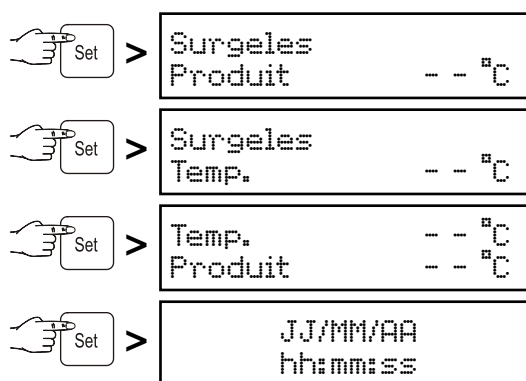 Set > Surgeles
Produit - - °C
Set > Surgeles
Temp. - - °C
Set > Temp. - - °C
Produit - - °C
Set > JJ/MM/AA
hh:mm:ss